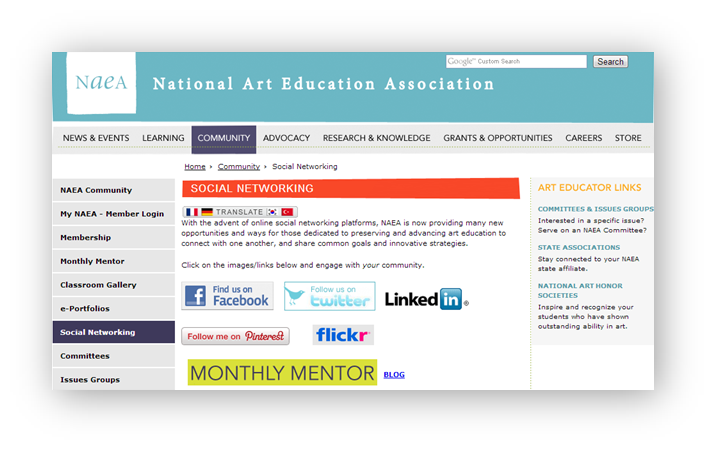 Google™ Custom Search
Search
NaeA
National Art Education Association
NEWS & EVENTS LEARNING COMMUNITY ADVOCACY RESEARCH & KNOWLEDGE GRANTS & OPPORTUNITIES CAREERS STORE
Home ▸ Community ▸ Social Networking
NAEA Community
My NAEA - Member Login
Membership
Monthly Mentor
Classroom Gallery
e-Portfolios
Social Networking
Committees
Issues Groups
SOCIAL NETWORKING
TRANSLATE
With the advent of online social networking platforms, NAEA is now providing many new
opportunities and ways for those dedicated to preserving and advancing art education to
connect with one another, and share common goals and innovative strategies.
Click on the images/links below and engage with your community.
Find us on
Facebook
Follow us on
twitter
Linked in ®
Follow me on Pinterest
flickr
MONTHLY MENTOR
BLOG
ART EDUCATOR LINKS
COMMITTEES & ISSUES GROUPS
Interested in a specific issue?
Serve on an NAEA Committee?
STATE ASSOCIATIONS
Stay connected to your NAEA
state affiliate.
NATIONAL ART HONOR
SOCIETIES
Inspire and recognize your
students who have shown
outstanding ability in art.